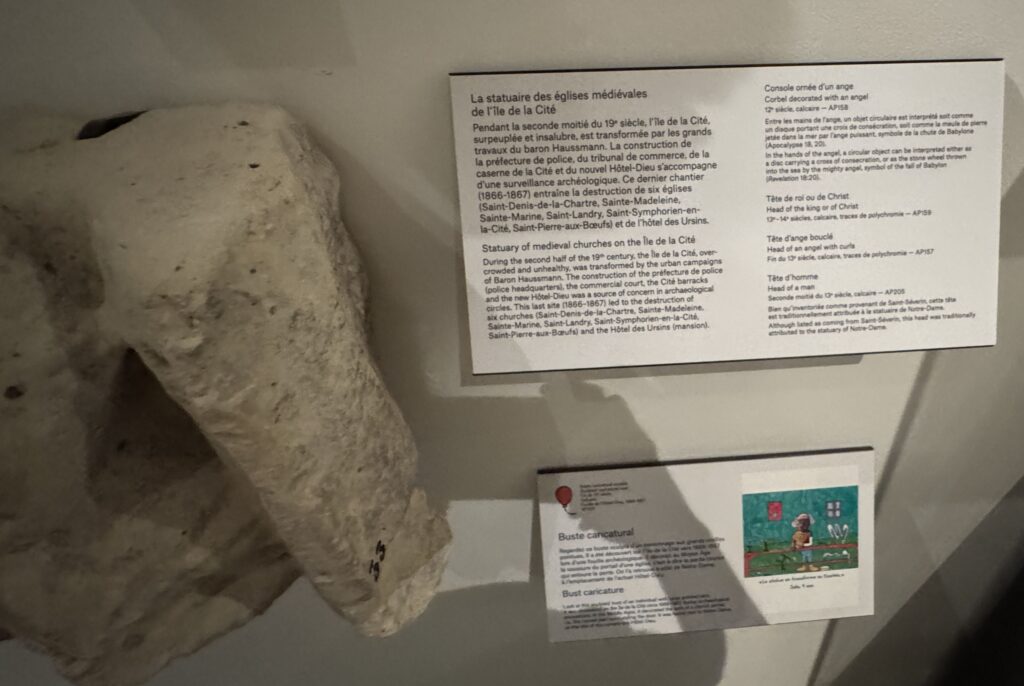 La statuaire des églises médiévales
de l'île de la Cité
Pendant la seconde moitié du 19e siècle, l'île de la Cité,
surpeuplée et insalubre, est transformée par les grands
travaux du baron Haussmann. La construction de
la préfecture de police, du tribunal de commerce, de la
caserne de la Cité et du nouvel Hôtel-Dieu s'accompagne
d'une surveillance archéologique. Ce dernier chantier
(1866-1867) entraîne la destruction de six églises
(Saint-Denis-de-la-Chartre, Sainte-Madeleine,
Sainte-Marine, Saint-Landry, Saint-Symphorien-en-
la-Cité, Saint-Pierre-aux-Bœufs) et de l'hôtel des Ursins.
Statuary of medieval churches on the Île de la Cité
During the second half of the 19th century, the Île de la Cité, over-
crowded and unhealthy, was transformed by the urban campaigns
of Baron Haussmann. The construction of the préfecture de police
(police headquarters), the commercial court, the Cité barracks
and the new Hôtel-Dieu was a source of concern in archaeological
circles. This last site (1866-1867) led to the destruction of
six churches (Saint-Denis-de-la-Chartre, Sainte-Madeleine,
Sainte-Marine, Saint-Landry, Saint-Symphorien-en-la-Cité,
Saint-Pierre-aux-Bœufs) and the Hôtel des Ursins (mansion).
Console ornée d'un ange
Corbel decorated with an angel
12e siècle, calcaire — AP158
Entre les mains de l'ange, un objet circulaire est interprété soit comme
un disque portant une croix de consécration, soit comme la meule de pierre
jetée dans la mer par l'ange puissant, symbole de la chute de Babylone
(Apocalypse 18, 20).
In the hands of the angel, a circular object can be interpreted either as
a disc carrying a cross of consecration, or as the stone wheel thrown
into the sea by the mighty angel, symbol of the fall of Babylon
(Revelation 18:20).
Tête de roi ou de Christ
Head of the king or of Christ
13e-14e siècles, calcaire, traces de polychromie — AP159
Tête d'ange bouclé
Head of an angel with curls
Fin du 13e siècle, calcaire, traces de polychromie — AP157
Tête d'homme
Head of a man
Seconde moitié du 13e siècle, calcaire — AP205
Bien qu'inventoriée comme provenant de Saint-Séverin, cette tête
est traditionnellement attribuée à la statuaire de Notre-Dame.
Although listed as coming from Saint-Séverin, this head was traditionally
attributed to the statuary of Notre-Dame.
Buste caricatural
Bust caricature